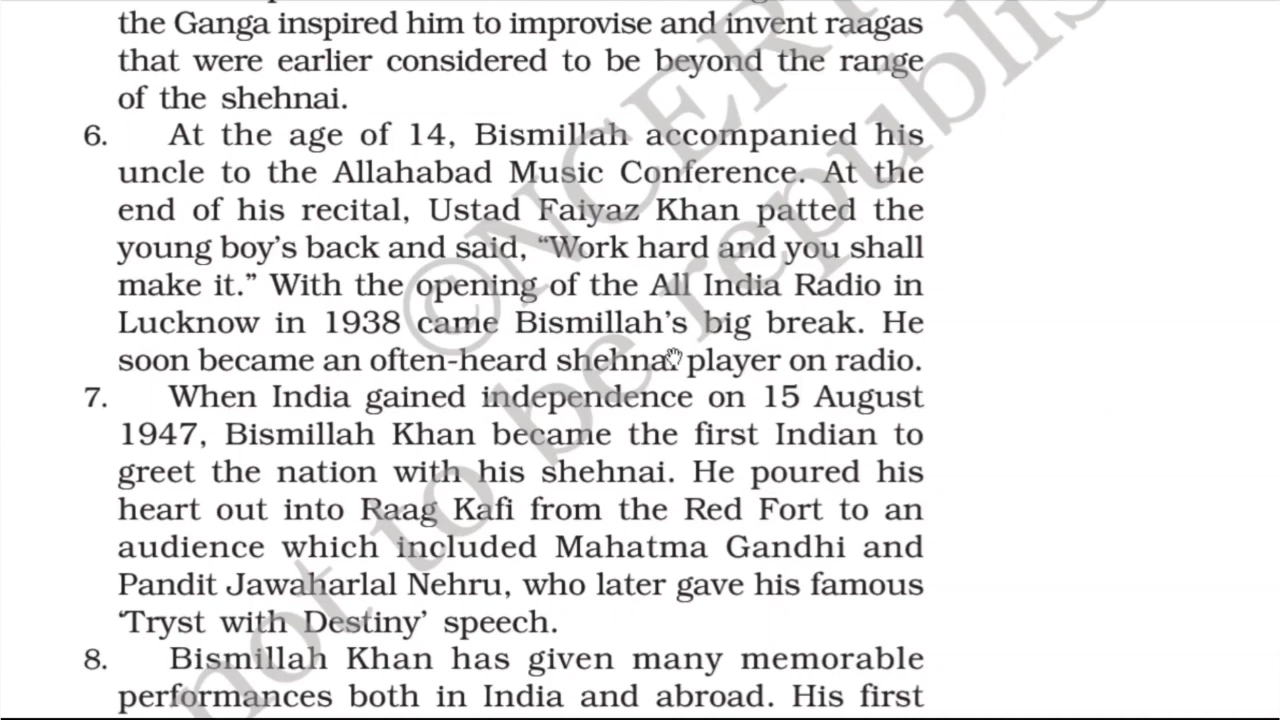 the Ganga inspired him to improvise and invent raagas
that were earlier considered to be beyond the range
of the shehnai.
6. At the age of 14, Bismillah accompanied his
uncle to the Allahabad Music Conference. At the
end of his recital, Ustad Faiyaz Khan patted the
young boy's back and said, “Work hard and you shall
make it.” With the opening of the All India Radio in
Lucknow in 1938 came Bismillah's big break. He
soon became an often-heard shehnai player on radio.
7. When India gained independence on 15 August
1947, Bismillah Khan became the first Indian to
greet the nation with his shehnai. He poured his
heart out into Raag Kafi from the Red Fort to an
audience which included Mahatma Gandhi and
Pandit Jawaharlal Nehru, who later gave his famous
‘Tryst with Destiny’ speech.
8. Bismillah Khan has given many memorable
performances both in India and abroad. His first
©NCERT
not to be republis